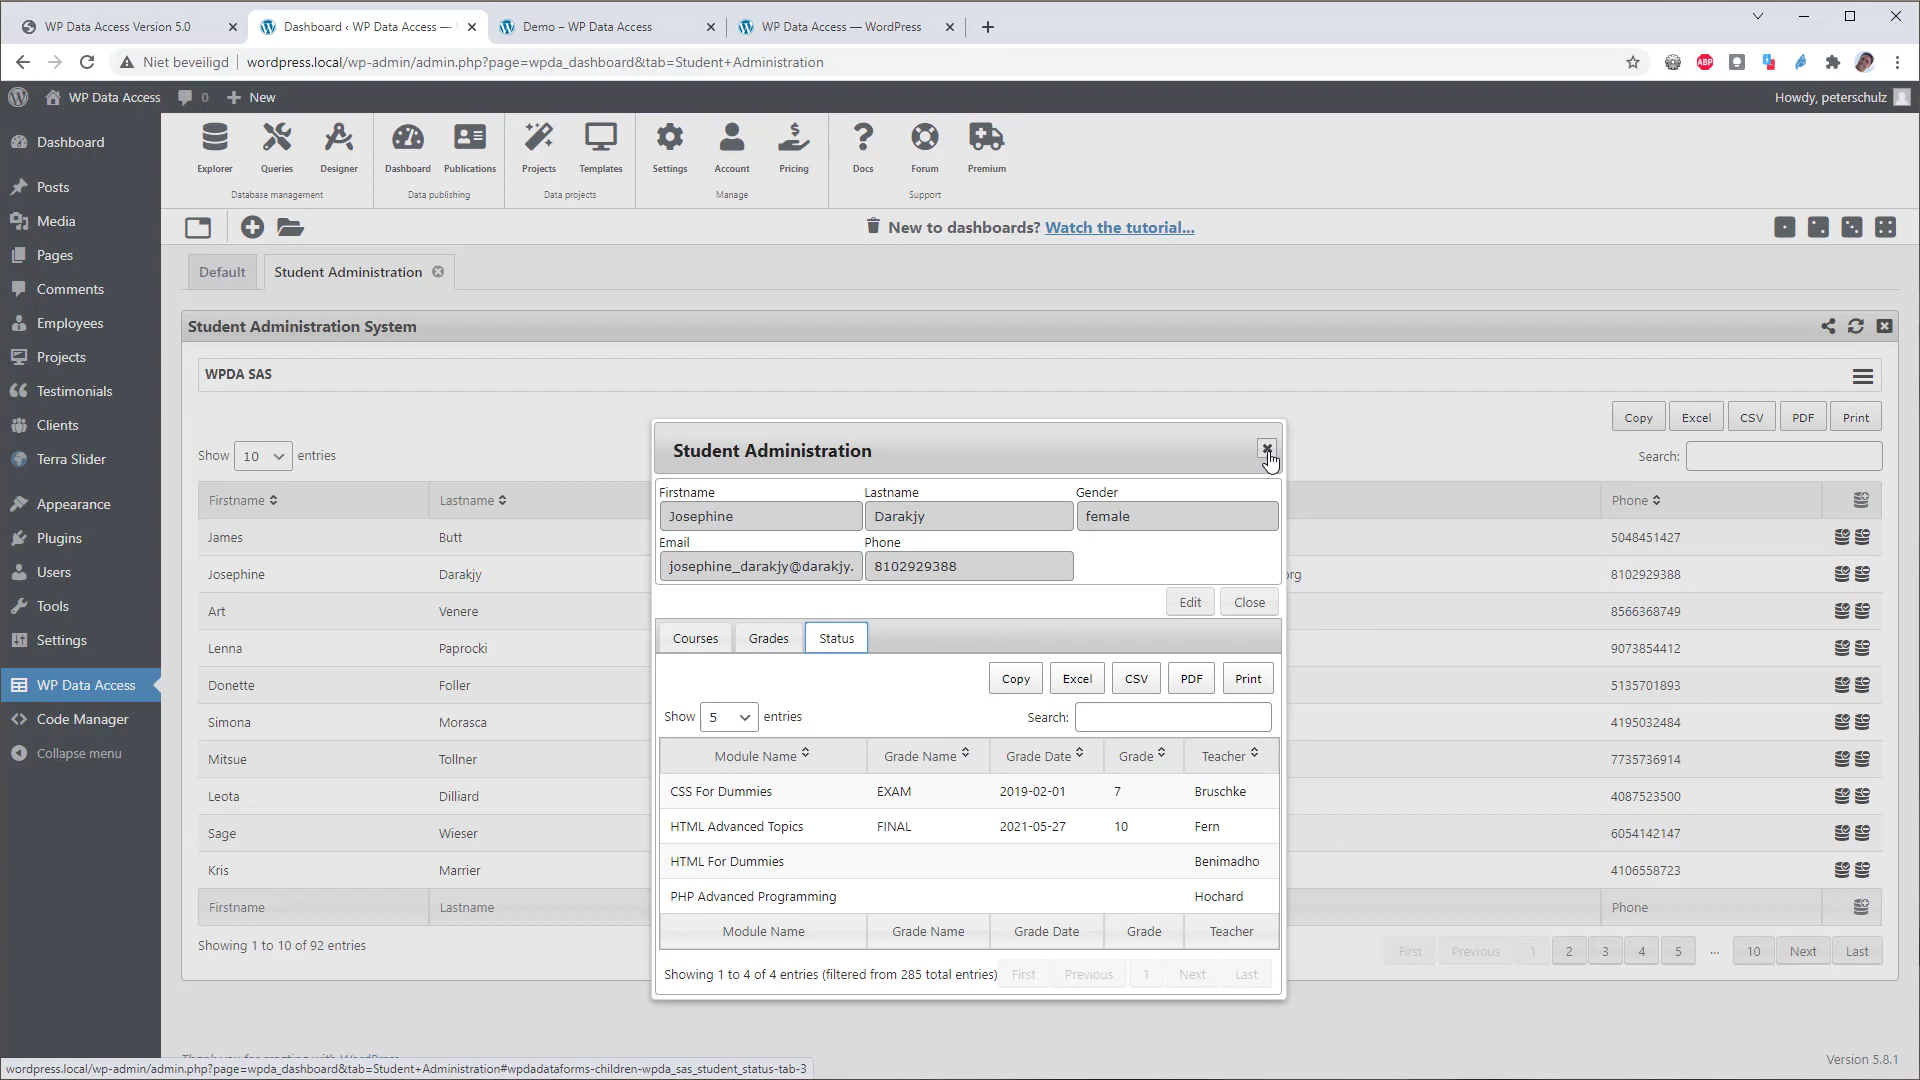 WP Data Access Version 5.0
Dashboard ‹ WP Data Access —
Demo – WP Data Access
WP Data Access — WordPress
Niet beveiligd
wordpress.local/wp-admin/admin.php?page=wpda_dashboard&tab=Student+Administration
ABP
WP Data Access
0
New
Howdy, peterschulz
Dashboard
Posts
Media
Pages
Comments
Employees
Projects
Testimonials
Clients
Terra Slider
Appearance
Plugins
Users
Tools
Settings
WP Data Access
Code Manager
Collapse menu
Explorer Queries Designer Dashboard Publications Projects Templates Settings Account Pricing Docs Forum Premium
Database management Data publishing Data projects Manage Support
New to dashboards? Watch the tutorial...
Default
Student Administration
Student Administration System
WPDA SAS
Copy Excel CSV PDF Print
Show 10 entries
Search:
Firstname Lastname Phone
James Butt 5048451427
Josephine Darakjy rg 8102929388
Art Venere 8566368749
Lenna Paprocki 9073854412
Donette Foller 5135701893
Simona Morasca 4195032484
Mitsue Tollner 7735736914
Leota Dilliard 4087523500
Sage Wieser 6054142147
Kris Marrier 4106558723
Firstname Lastname Phone
Showing 1 to 10 of 92 entries
First Previous 1 2 3 4 5 ... 10 Next Last
Student Administration
Firstname Lastname Gender
Josephine Darakjy female
Email Phone
josephine_darakjy@darakjy. 8102929388
Edit Close
Courses Grades Status
Copy Excel CSV PDF Print
Show 5 entries
Search:
Module Name Grade Name Grade Date Grade Teacher
CSS For Dummies EXAM 2019-02-01 7 Bruschke
HTML Advanced Topics FINAL 2021-05-27 10 Fern
HTML For Dummies Benimadho
PHP Advanced Programming Hochard
Module Name Grade Name Grade Date Grade Teacher
Showing 1 to 4 of 4 entries (filtered from 285 total entries)
First Previous 1 Next Last
Version 5.8.1
wordpress.local/wp-admin/admin.php?page=wpda_dashboard&tab=Student+Administration#wpdadataforms-children-wpda_sas_student_status-tab-3